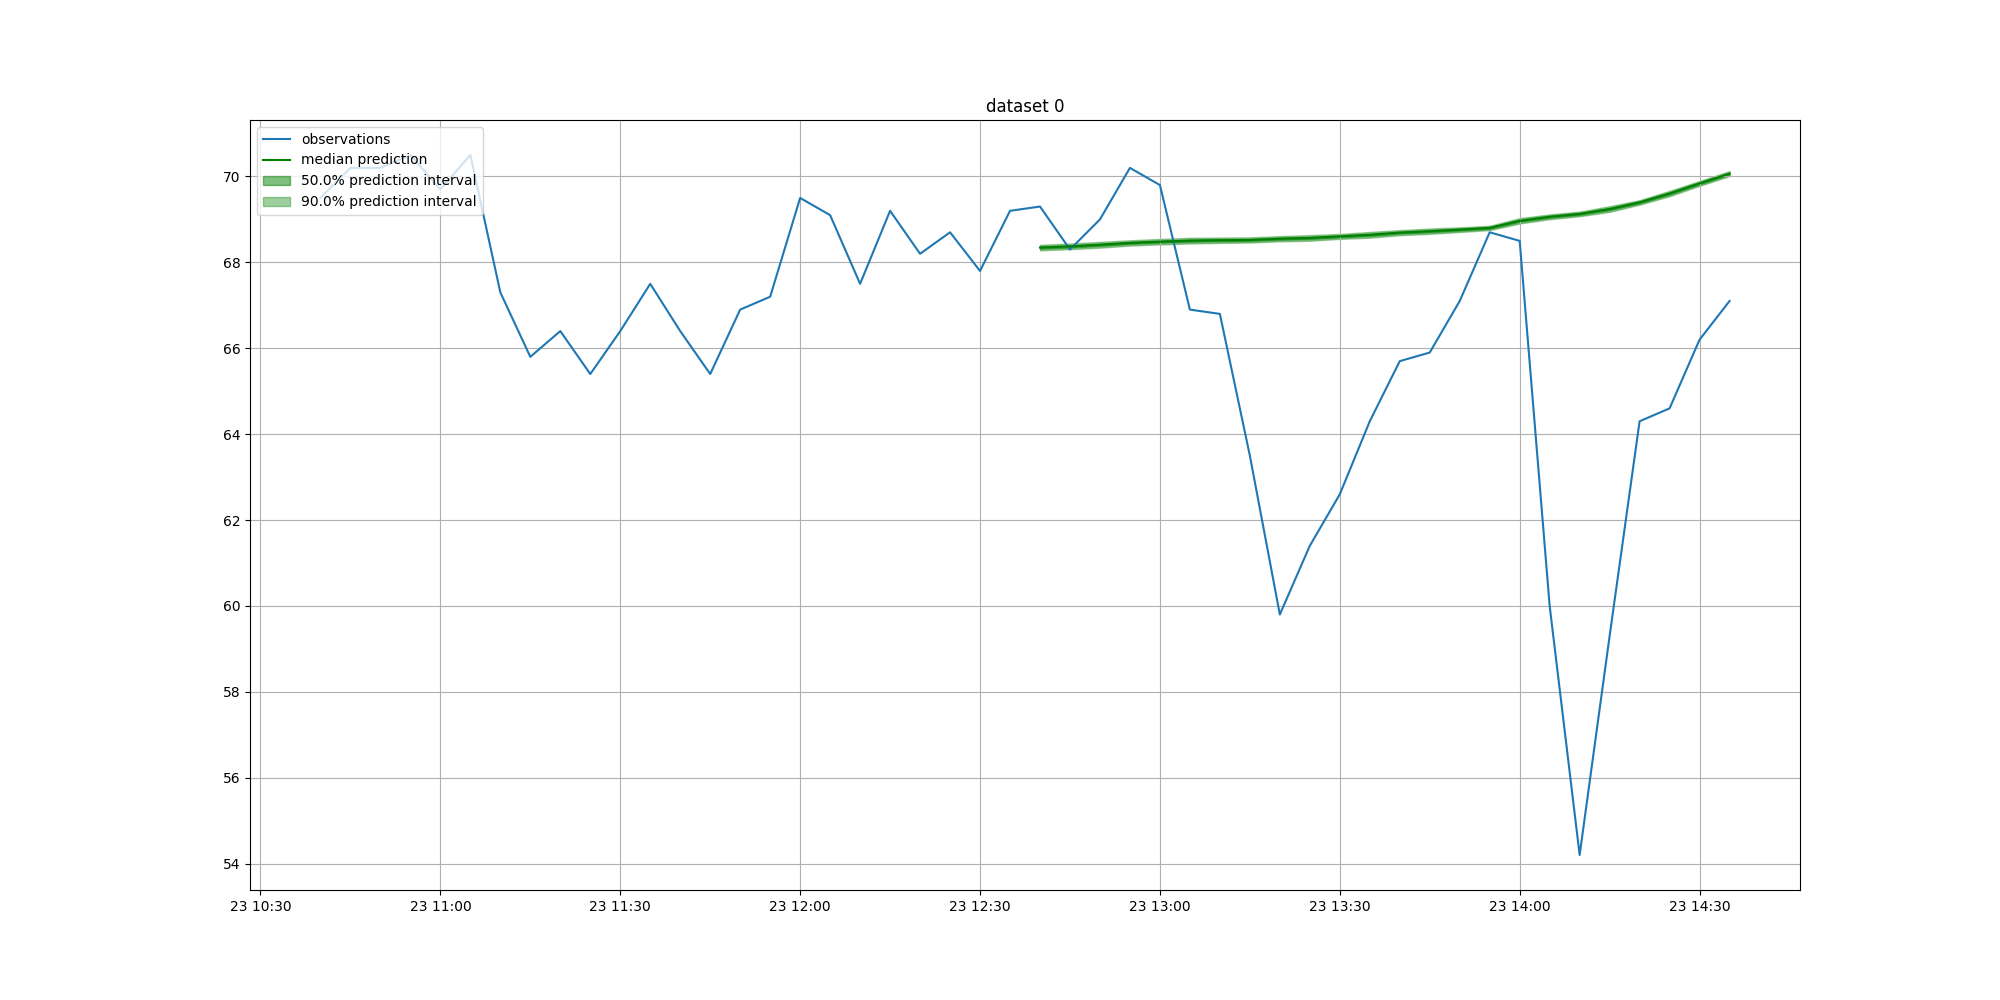 dataset 0
observations
median prediction
50.0% prediction interval
90.0% prediction interval
70
68
66
64
62
60
58
56
54
23 10:30 23 11:00 23 11:30 23 12:00 23 12:30 23 13:00 23 13:30 23 14:00 23 14:30